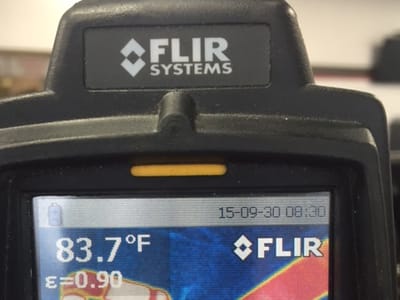 FLIR
SYSTEMS
15-09-30 08:30
83.7°F
FLIR
ε=0.90